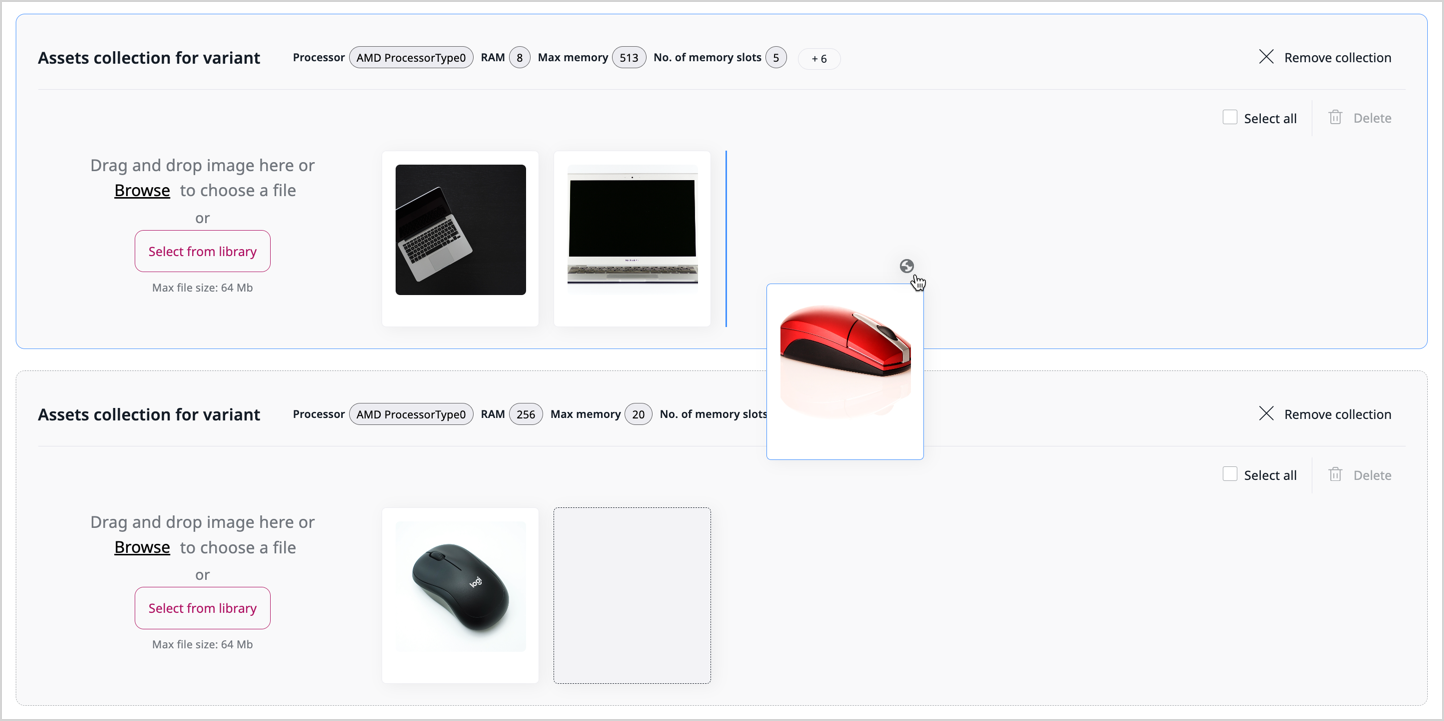 Assets collection for variant Processor AMD ProcessorType0 RAM 8 Max memory 513 No. of memory slots 5 + 6 Remove collection
Select all Delete
Drag and drop image here or
Browse to choose a file
or
Select from library
Max file size: 64 Mb
Assets collection for variant Processor AMD ProcessorType0 RAM 256 Max memory 20 No. of memory slots Remove collection
Select all Delete
Drag and drop image here or
Browse to choose a file
or
Select from library
Max file size: 64 Mb
logi